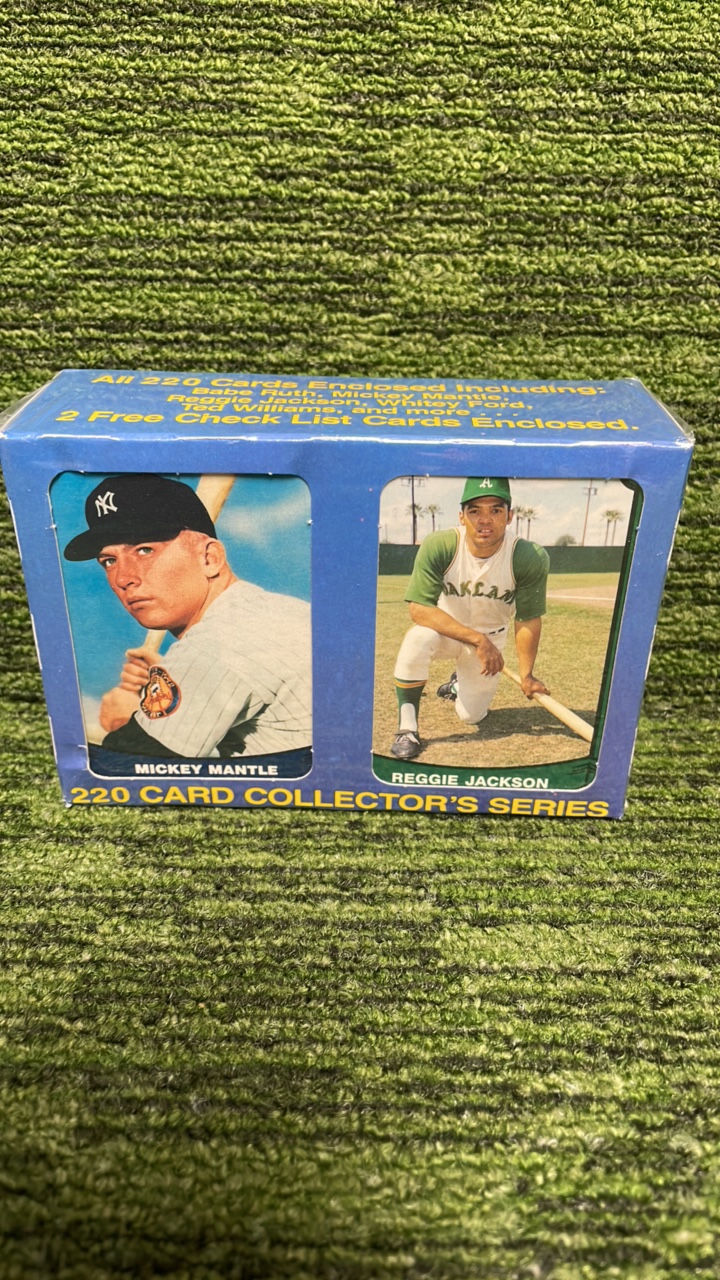 All 220 Cards Enclosed Including:
Babe Ruth, Mickey Mantle,
Reggie Jackson, Whitey Ford,
Ted Williams, and more . . .
2 Free Check List Cards Enclosed.
NY
A
OAKLAND
MICKEY MANTLE
REGGIE JACKSON
220 CARD COLLECTOR'S SERIES